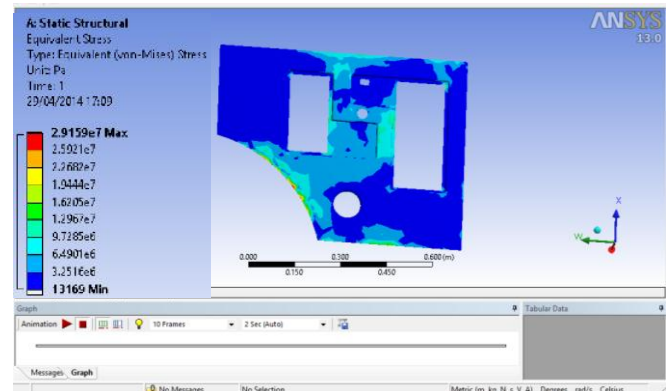 A: Static Structural
Equivalent Stress
Type: Equivalent (von-Mises) Stress
Unit: Pa
Time: 1
29/04/2014 17:09
2.9159e7 Max
2.5921e7
2.2682e7
1.9444e7
1.6205e7
1.2967e7
9.7285e6
6.4901e6
3.2516e6
13169 Min
ANSYS
13.0
X
0.000
0.300
0.600 (m)
0.150
0.450
Graph
Tabular Data
Animation
10 Frames
2 Sec (Auto)
Messages
Graph
No Messages
No Selection
Metric (m, kg, N, s, V, A)
Degrees
rad/s
Celsius